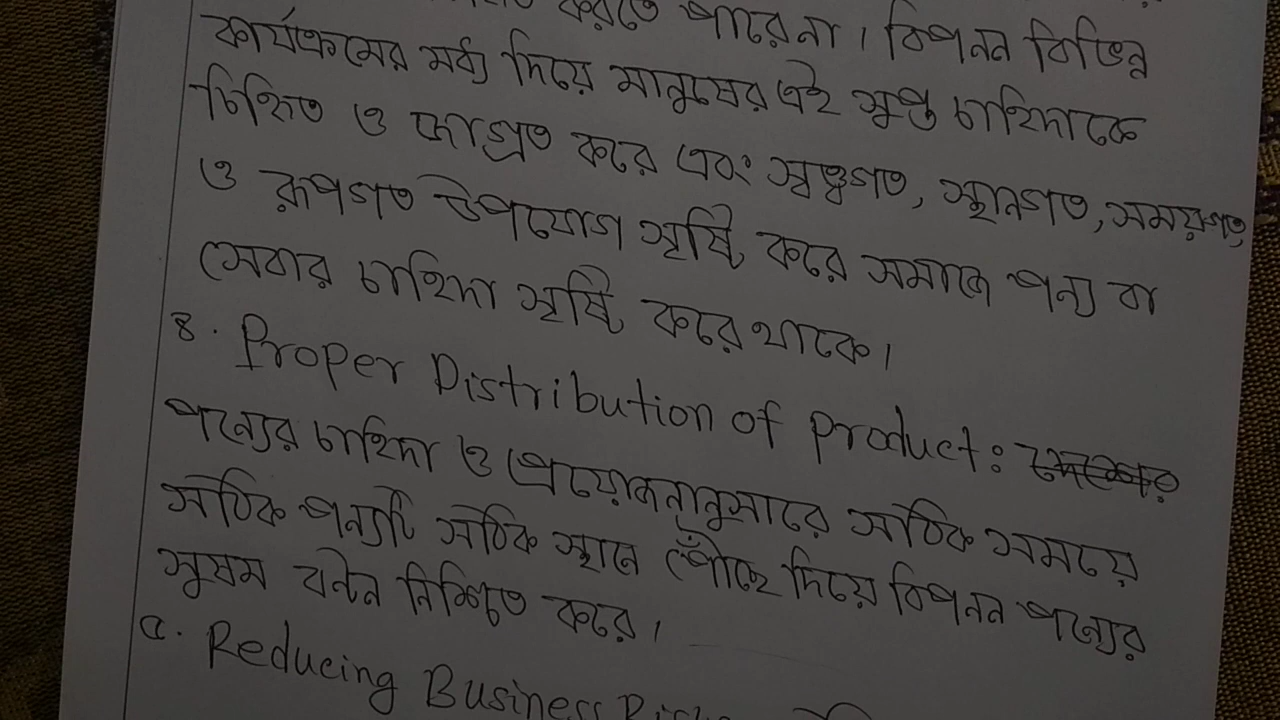 করতে পারেনা। বিপনন বিভিন্ন
কার্যক্রমের মধ্য দিয়ে মানুষের এই সুপ্ত চাহিদাকে
চিহ্নিত ও জাগ্রত করে এবং স্বত্বগত, স্থানগত, সময়গত,
ও রূপগত উপযোগ সৃষ্টি করে সমাজে পন্য বা
সেবার চাহিদা সৃষ্টি করে থাকে।
৪. Proper Distribution of Product:
পন্যের চাহিদা ও প্রয়োজনানুসারে সঠিক সময়ে
সঠিক পন্যটি সঠিক স্থানে পৌঁছে দিয়ে বিপনন পন্যের
সুষম বন্টন নিশ্চিত করে।
৫. Reducing Business